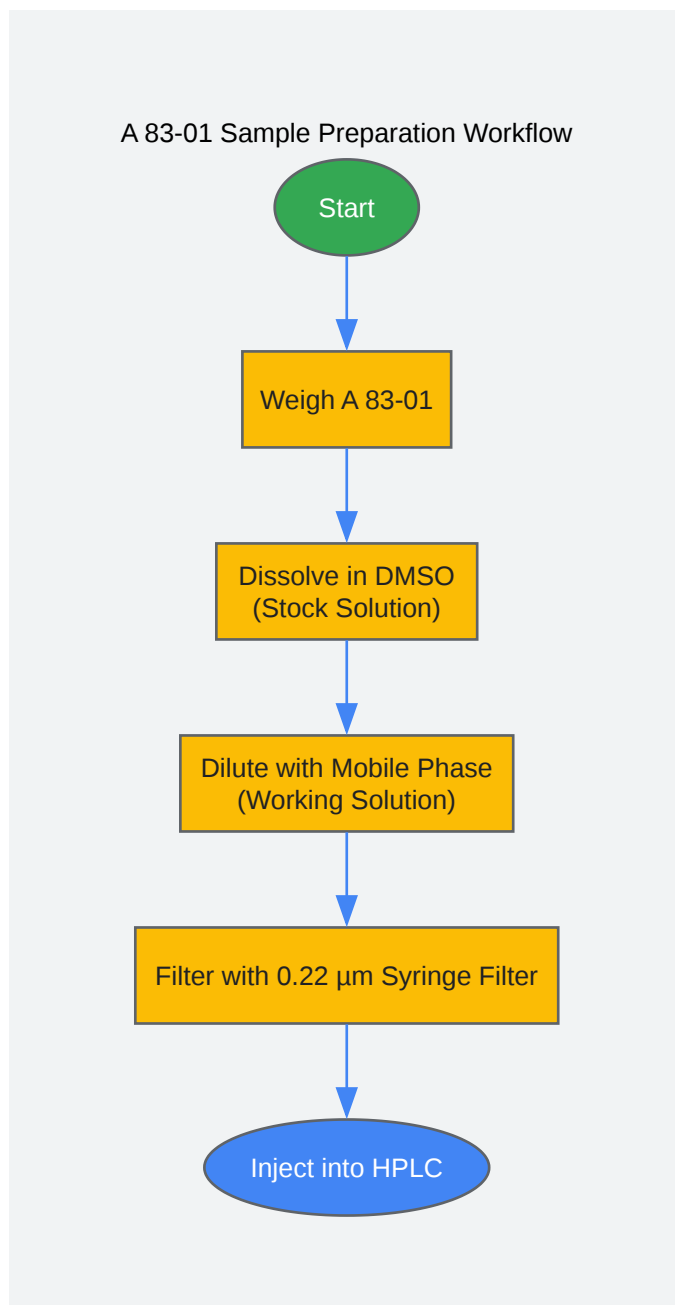 A 83-01 Sample Preparation Workflow
Start
Weigh A 83-01
Dissolve in DMSO
(Stock Solution)
Dilute with Mobile Phase
(Working Solution)
Filter with 0.22 µm Syringe Filter
Inject into HPLC